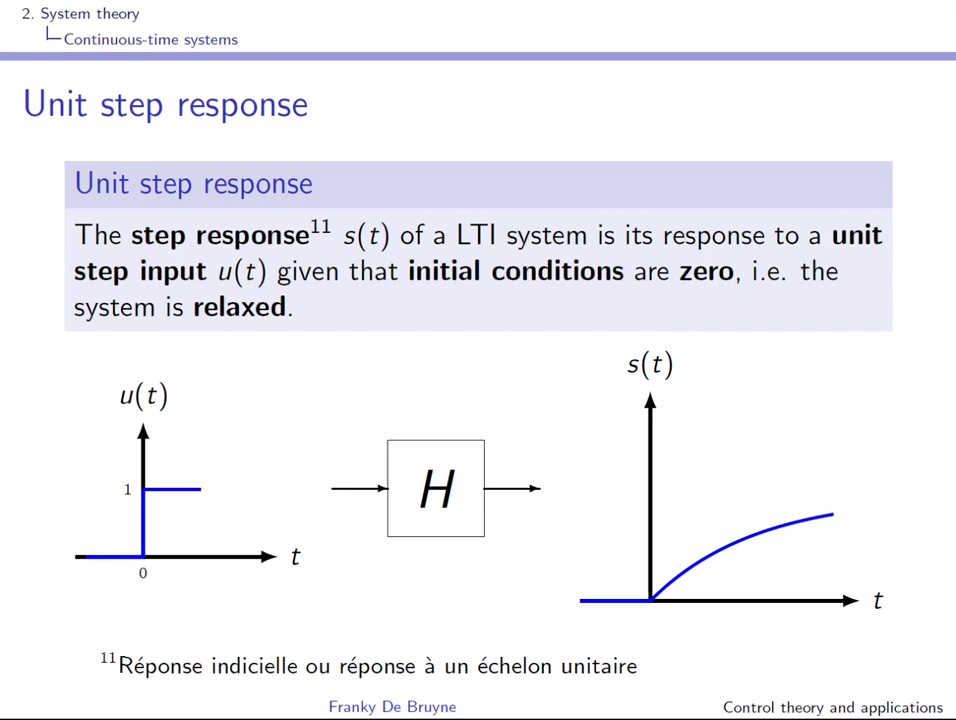 2. System theory
Continuous-time systems
Unit step response
Unit step response
The step response11 s(t) of a LTI system is its response to a unit
step input u(t) given that initial conditions are zero, i.e. the
system is relaxed.
u(t)
1
0
t
H
s(t)
t
11Réponse indicielle ou réponse à un échelon unitaire
Franky De Bruyne
Control theory and applications